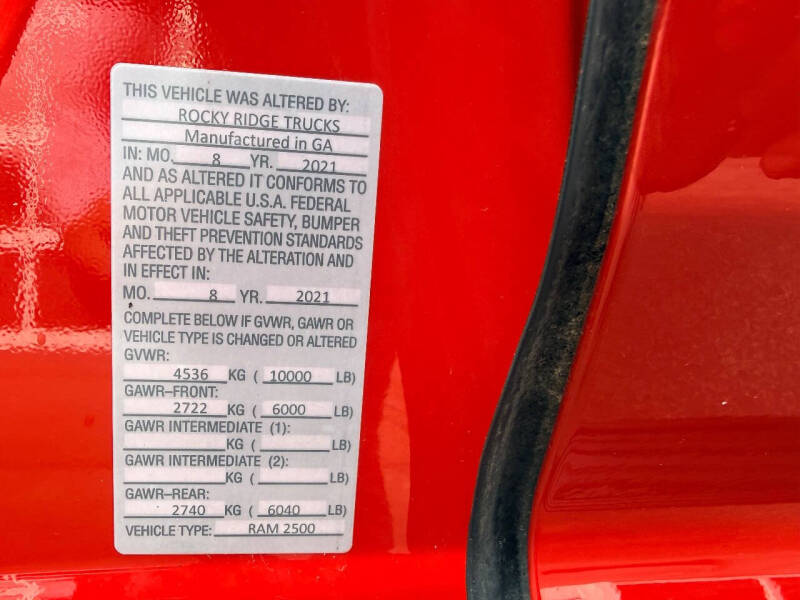 THIS VEHICLE WAS ALTERED BY:
ROCKY RIDGE TRUCKS
Manufactured in GA
IN: MO. 8 YR. 2021
AND AS ALTERED IT CONFORMS TO
ALL APPLICABLE U.S.A. FEDERAL
MOTOR VEHICLE SAFETY, BUMPER
AND THEFT PREVENTION STANDARDS
AFFECTED BY THE ALTERATION AND
IN EFFECT IN:
MO. 8 YR. 2021
COMPLETE BELOW IF GVWR, GAWR OR
VEHICLE TYPE IS CHANGED OR ALTERED
GVWR:
4536 KG ( 10000 LB)
GAWR–FRONT:
2722 KG ( 6000 LB)
GAWR INTERMEDIATE (1):
KG ( LB)
GAWR INTERMEDIATE (2):
KG ( LB)
GAWR–REAR:
2740 KG ( 6040 LB)
VEHICLE TYPE: RAM 2500